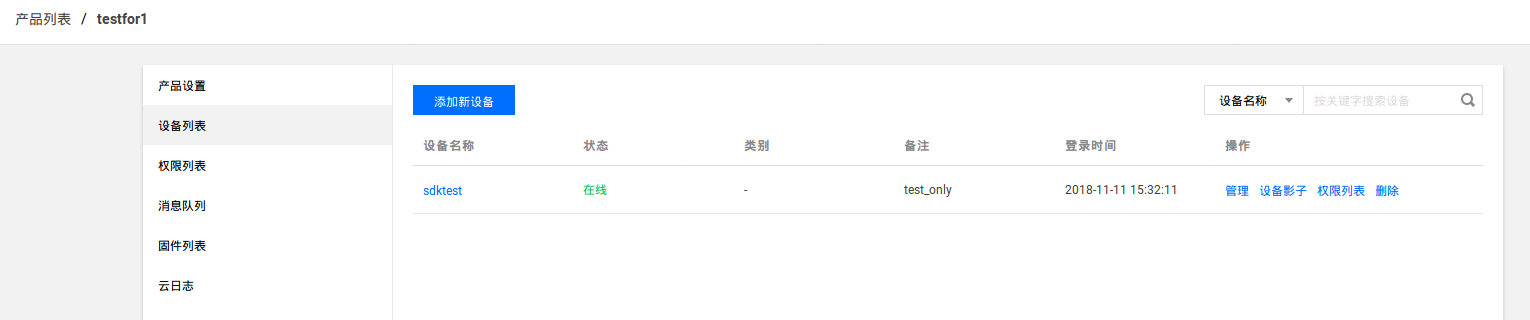 产品列表 / testfor1
产品设置
设备列表
权限列表
消息队列
固件列表
云日志
添加新设备
设备名称 按关键字搜索设备
设备名称 状态 类别 备注 登录时间 操作
sdktest 在线 - test_only 2018-11-11 15:32:11 管理 设备影子 权限列表 删除